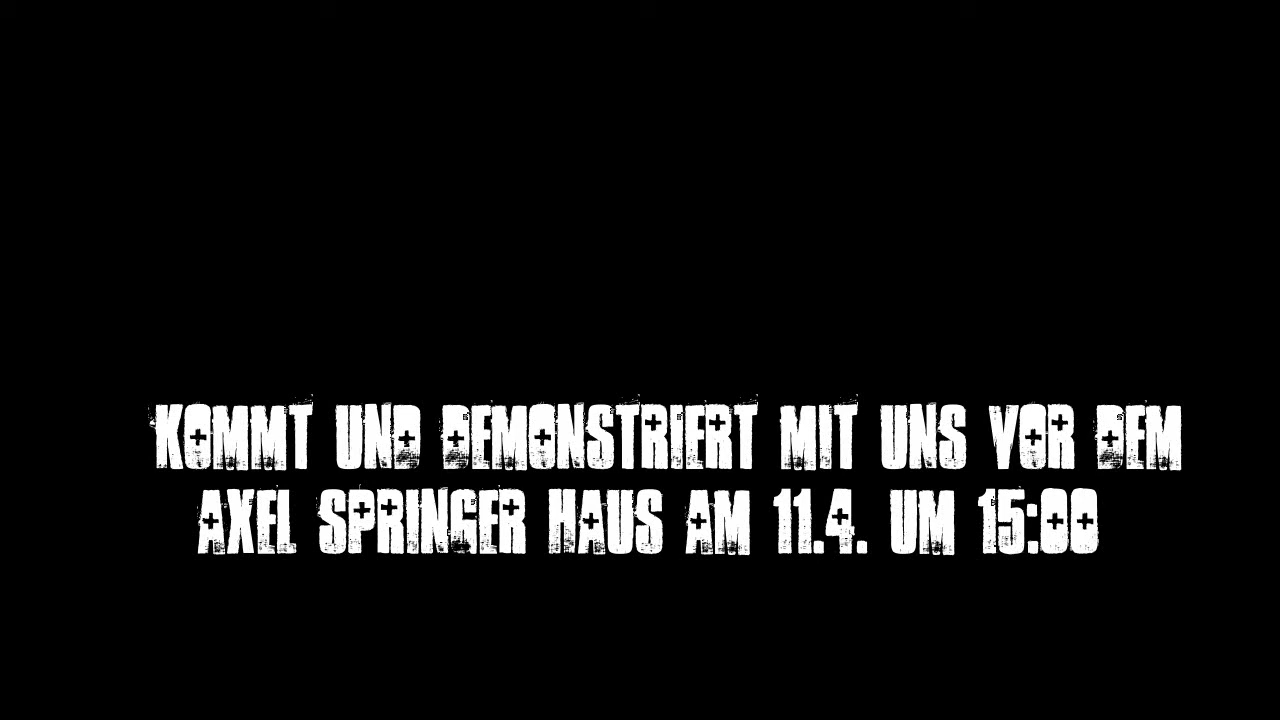 KOMMT UND DEMONSTRIERT MIT UNS VOR DEM
AXEL SPRINGER HAUS AM 11.4. UM 15:00